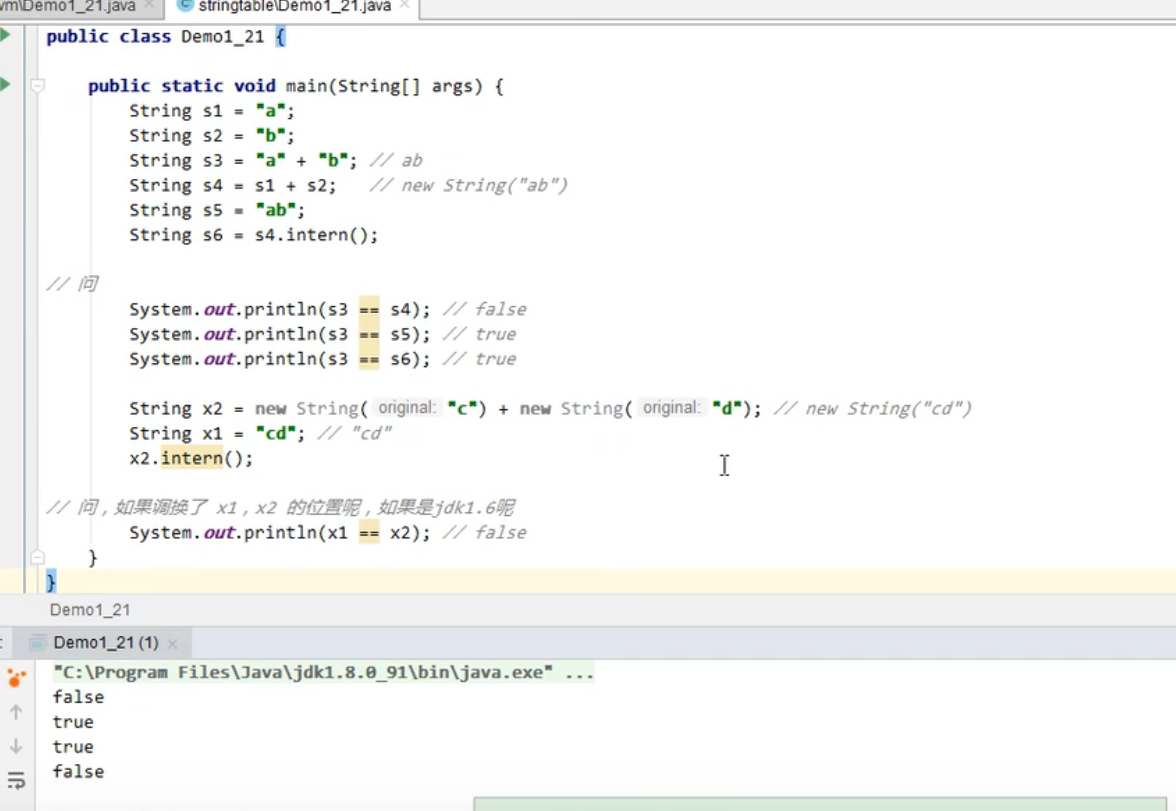 vm\Demo1_21.java × stringtable\Demo1_21.java ×
public class Demo1_21 {
public static void main(String[] args) {
String s1 = "a";
String s2 = "b";
String s3 = "a" + "b"; // ab
String s4 = s1 + s2; // new String("ab")
String s5 = "ab";
String s6 = s4.intern();
// 问
System.out.println(s3 == s4); // false
System.out.println(s3 == s5); // true
System.out.println(s3 == s6); // true
String x2 = new String( original: "c") + new String( original: "d"); // new String("cd")
String x1 = "cd"; // "cd"
x2.intern();
// 问，如果调换了 x1，x2 的位置呢，如果是jdk1.6呢
System.out.println(x1 == x2); // false
}
}
Demo1_21
: Demo1_21 (1) ×
"C:\Program Files\Java\jdk1.8.0_91\bin\java.exe" ...
false
true
true
false